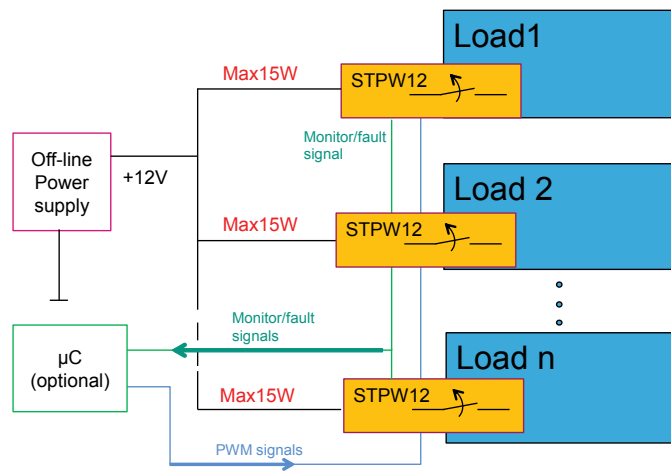 Load1
Max15W
STPW12
Monitor/fault
signal
Off-line
Power
supply
+12V
Load 2
Max15W
STPW12
Monitor/fault
signals
µC
(optional)
Load n
Max15W
STPW12
PWM signals